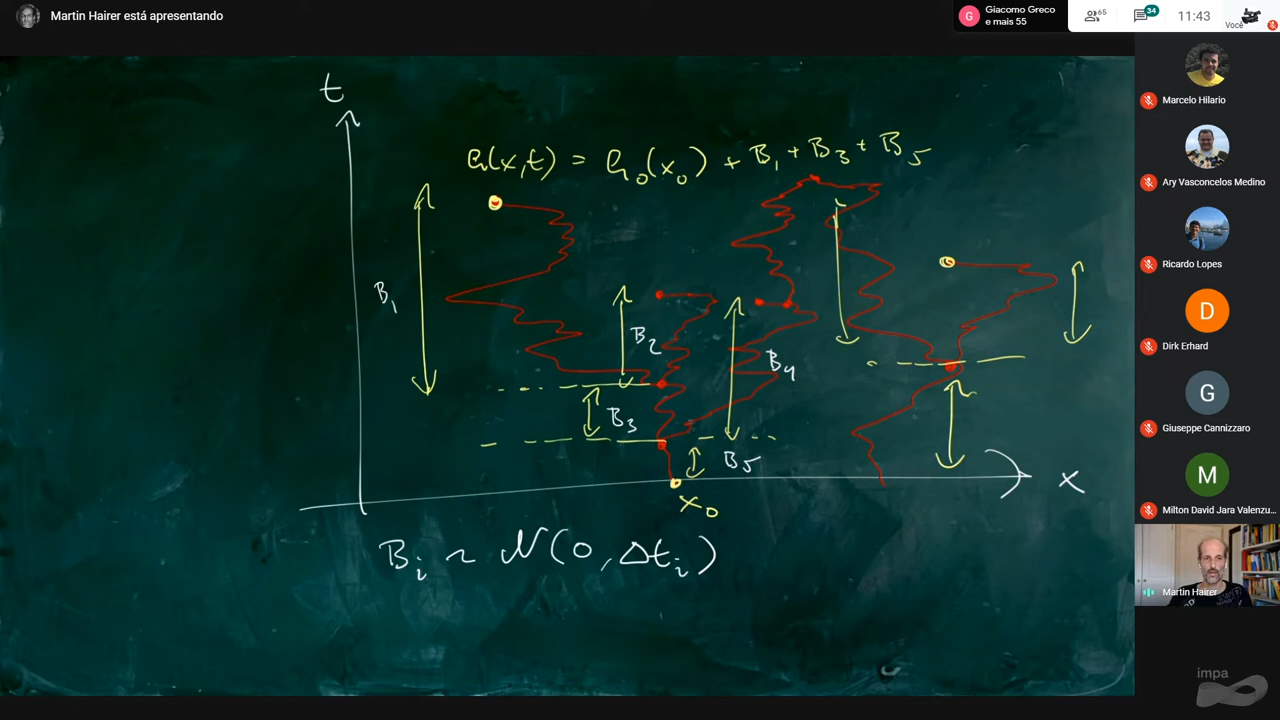 Martin Hairer está apresentando
Giacomo Greco
e mais 55
65
34
11:43
Você
G
t
h(x,t) = h₀(x₀) + B₁ + B₃ + B₅
B₁
B₂
B₄
B₃
B₅
x₀
x
Bᵢ ~ N(0, Δtᵢ)
Marcelo Hilario
Ary Vasconcelos Medino
Ricardo Lopes
D
Dirk Erhard
G
Giuseppe Cannizzaro
M
Milton David Jara Valenzu...
Martin Hairer
impa